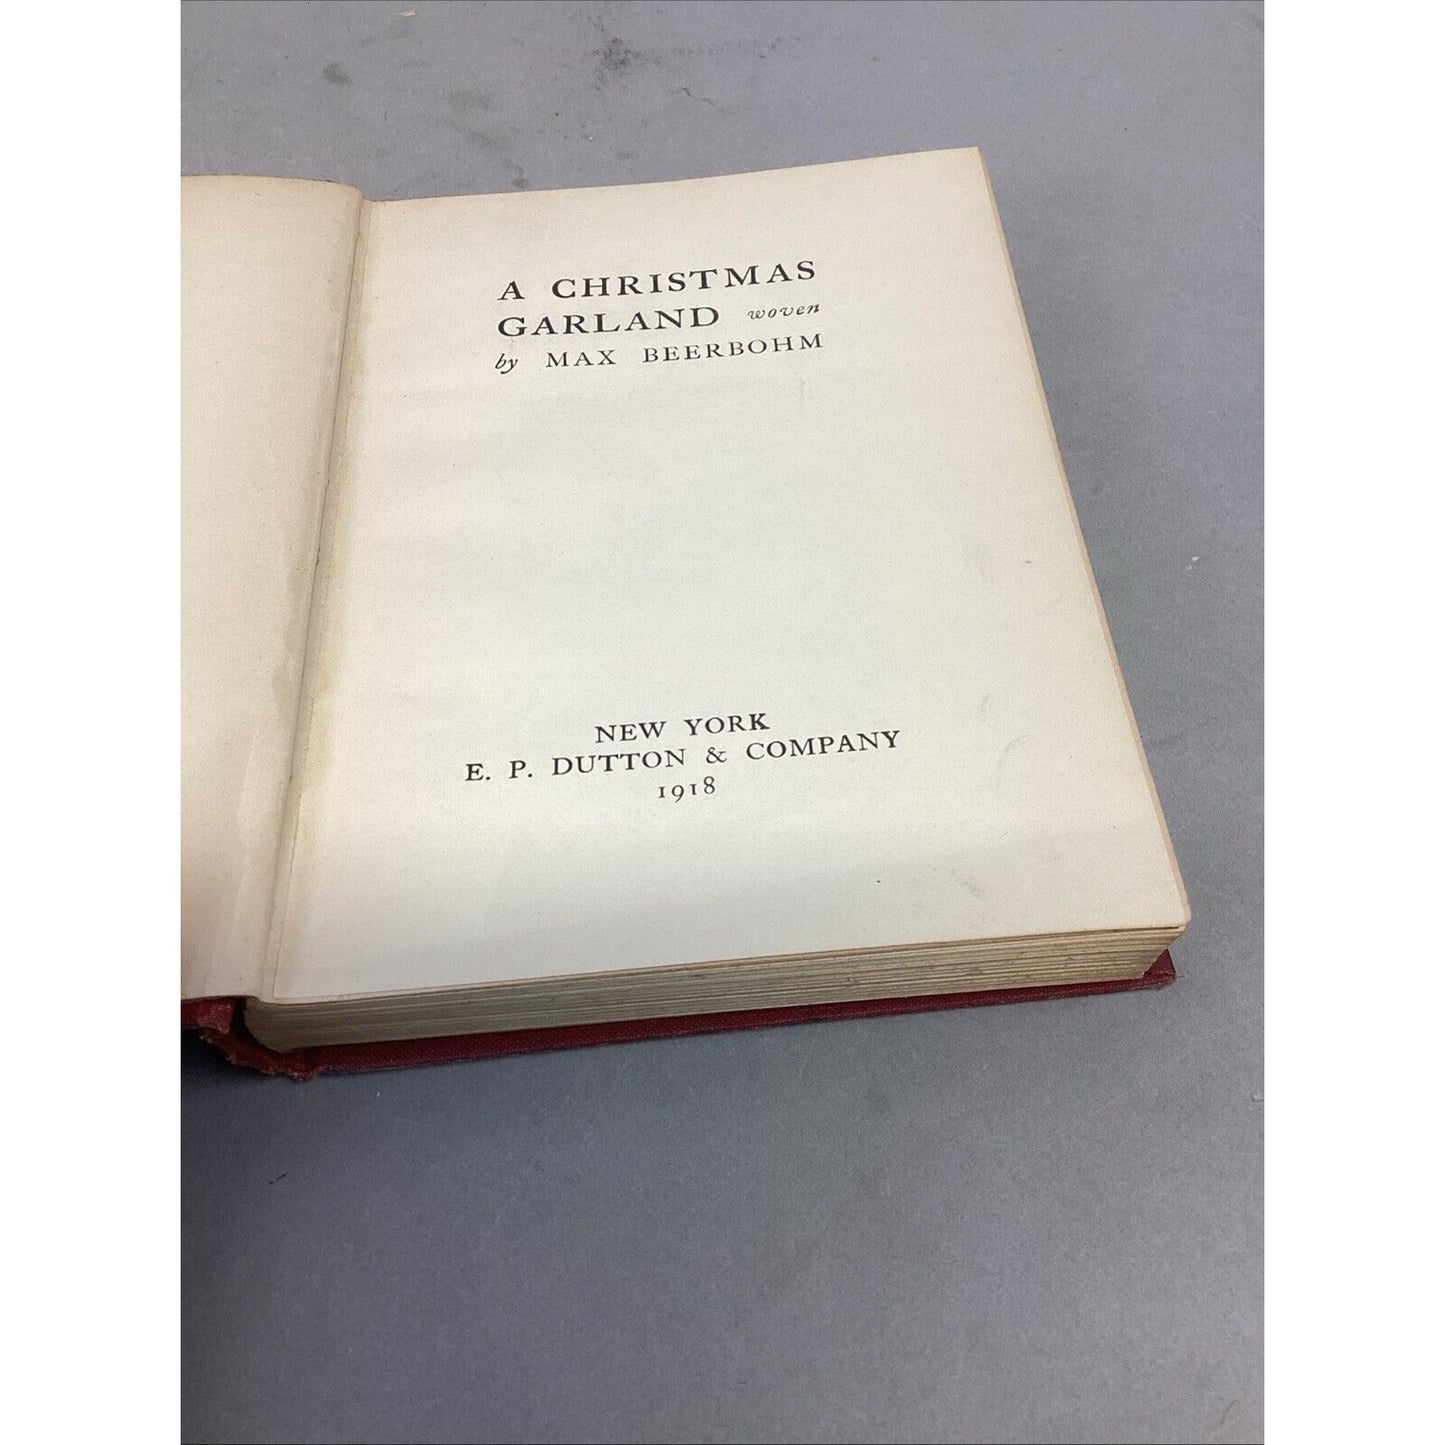 A CHRISTMAS
GARLAND woven
by MAX BEERBOHM
NEW YORK
E. P. DUTTON & COMPANY
1918